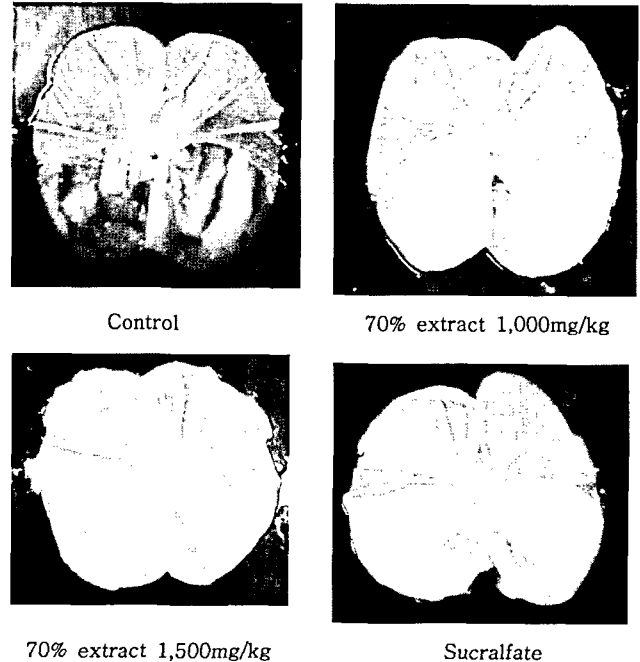 Control
70% extract 1,000mg/kg
70% extract 1,500mg/kg
Sucralfate